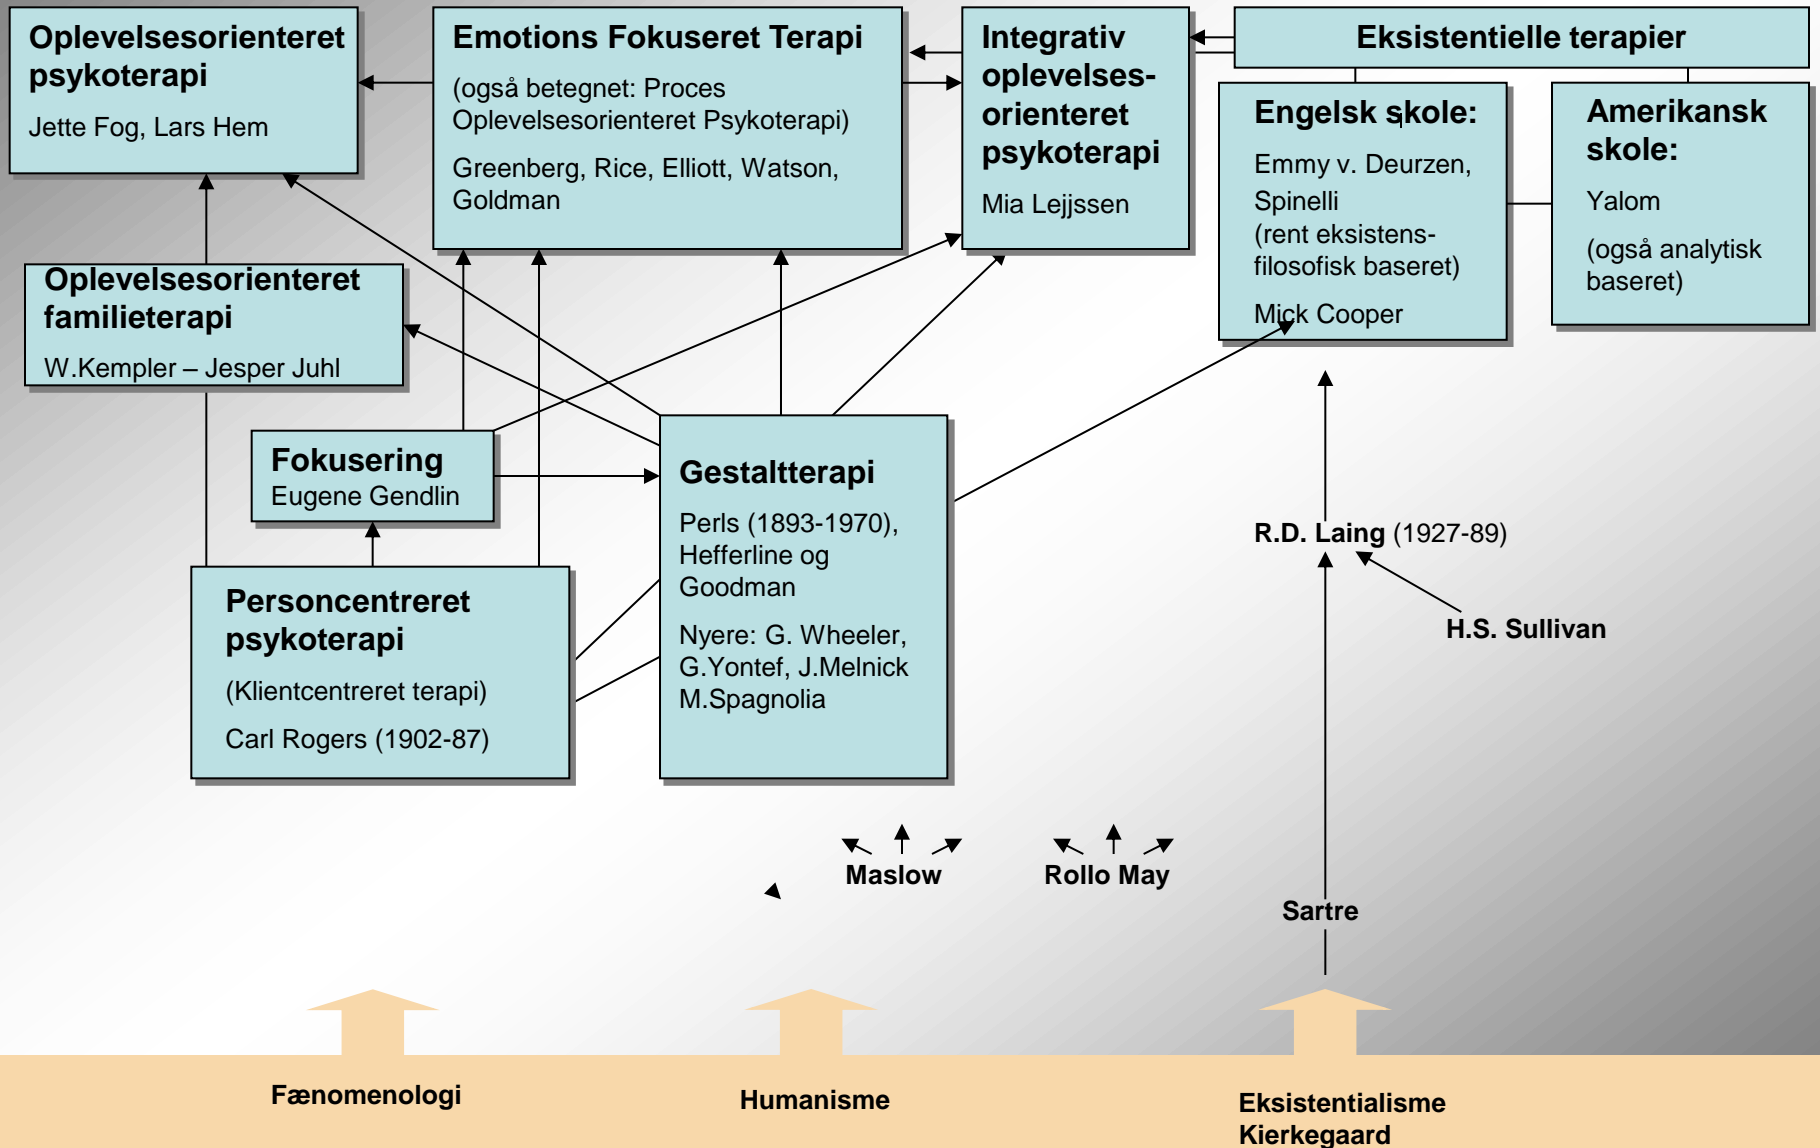 Oplevelsesorienteret
psykoterapi
Jette Fog, Lars Hem
Emotions Fokuseret Terapi
(også betegnet: Proces
Oplevelsesorienteret Psykoterapi)
Greenberg, Rice, Elliott, Watson,
Goldman
Integrativ
oplevelses-
orienteret
psykoterapi
Mia Lejjssen
Eksistentielle terapier
Engelsk skole:
Emmy v. Deurzen,
Spinelli
(rent eksistens-
filosofisk baseret)
Mick Cooper
Amerikansk
skole:
Yalom
(også analytisk
baseret)
Oplevelsesorienteret
familieterapi
W.Kempler – Jesper Juhl
Fokusering
Eugene Gendlin
Gestaltterapi
Perls (1893-1970),
Hefferline og
Goodman
Nyere: G. Wheeler,
G.Yontef, J.Melnick
M.Spagnolia
Personcentreret
psykoterapi
(Klientcentreret terapi)
Carl Rogers (1902-87)
R.D. Laing (1927-89)
H.S. Sullivan
Maslow
Rollo May
Sartre
Fænomenologi
Humanisme
Eksistentialisme
Kierkegaard